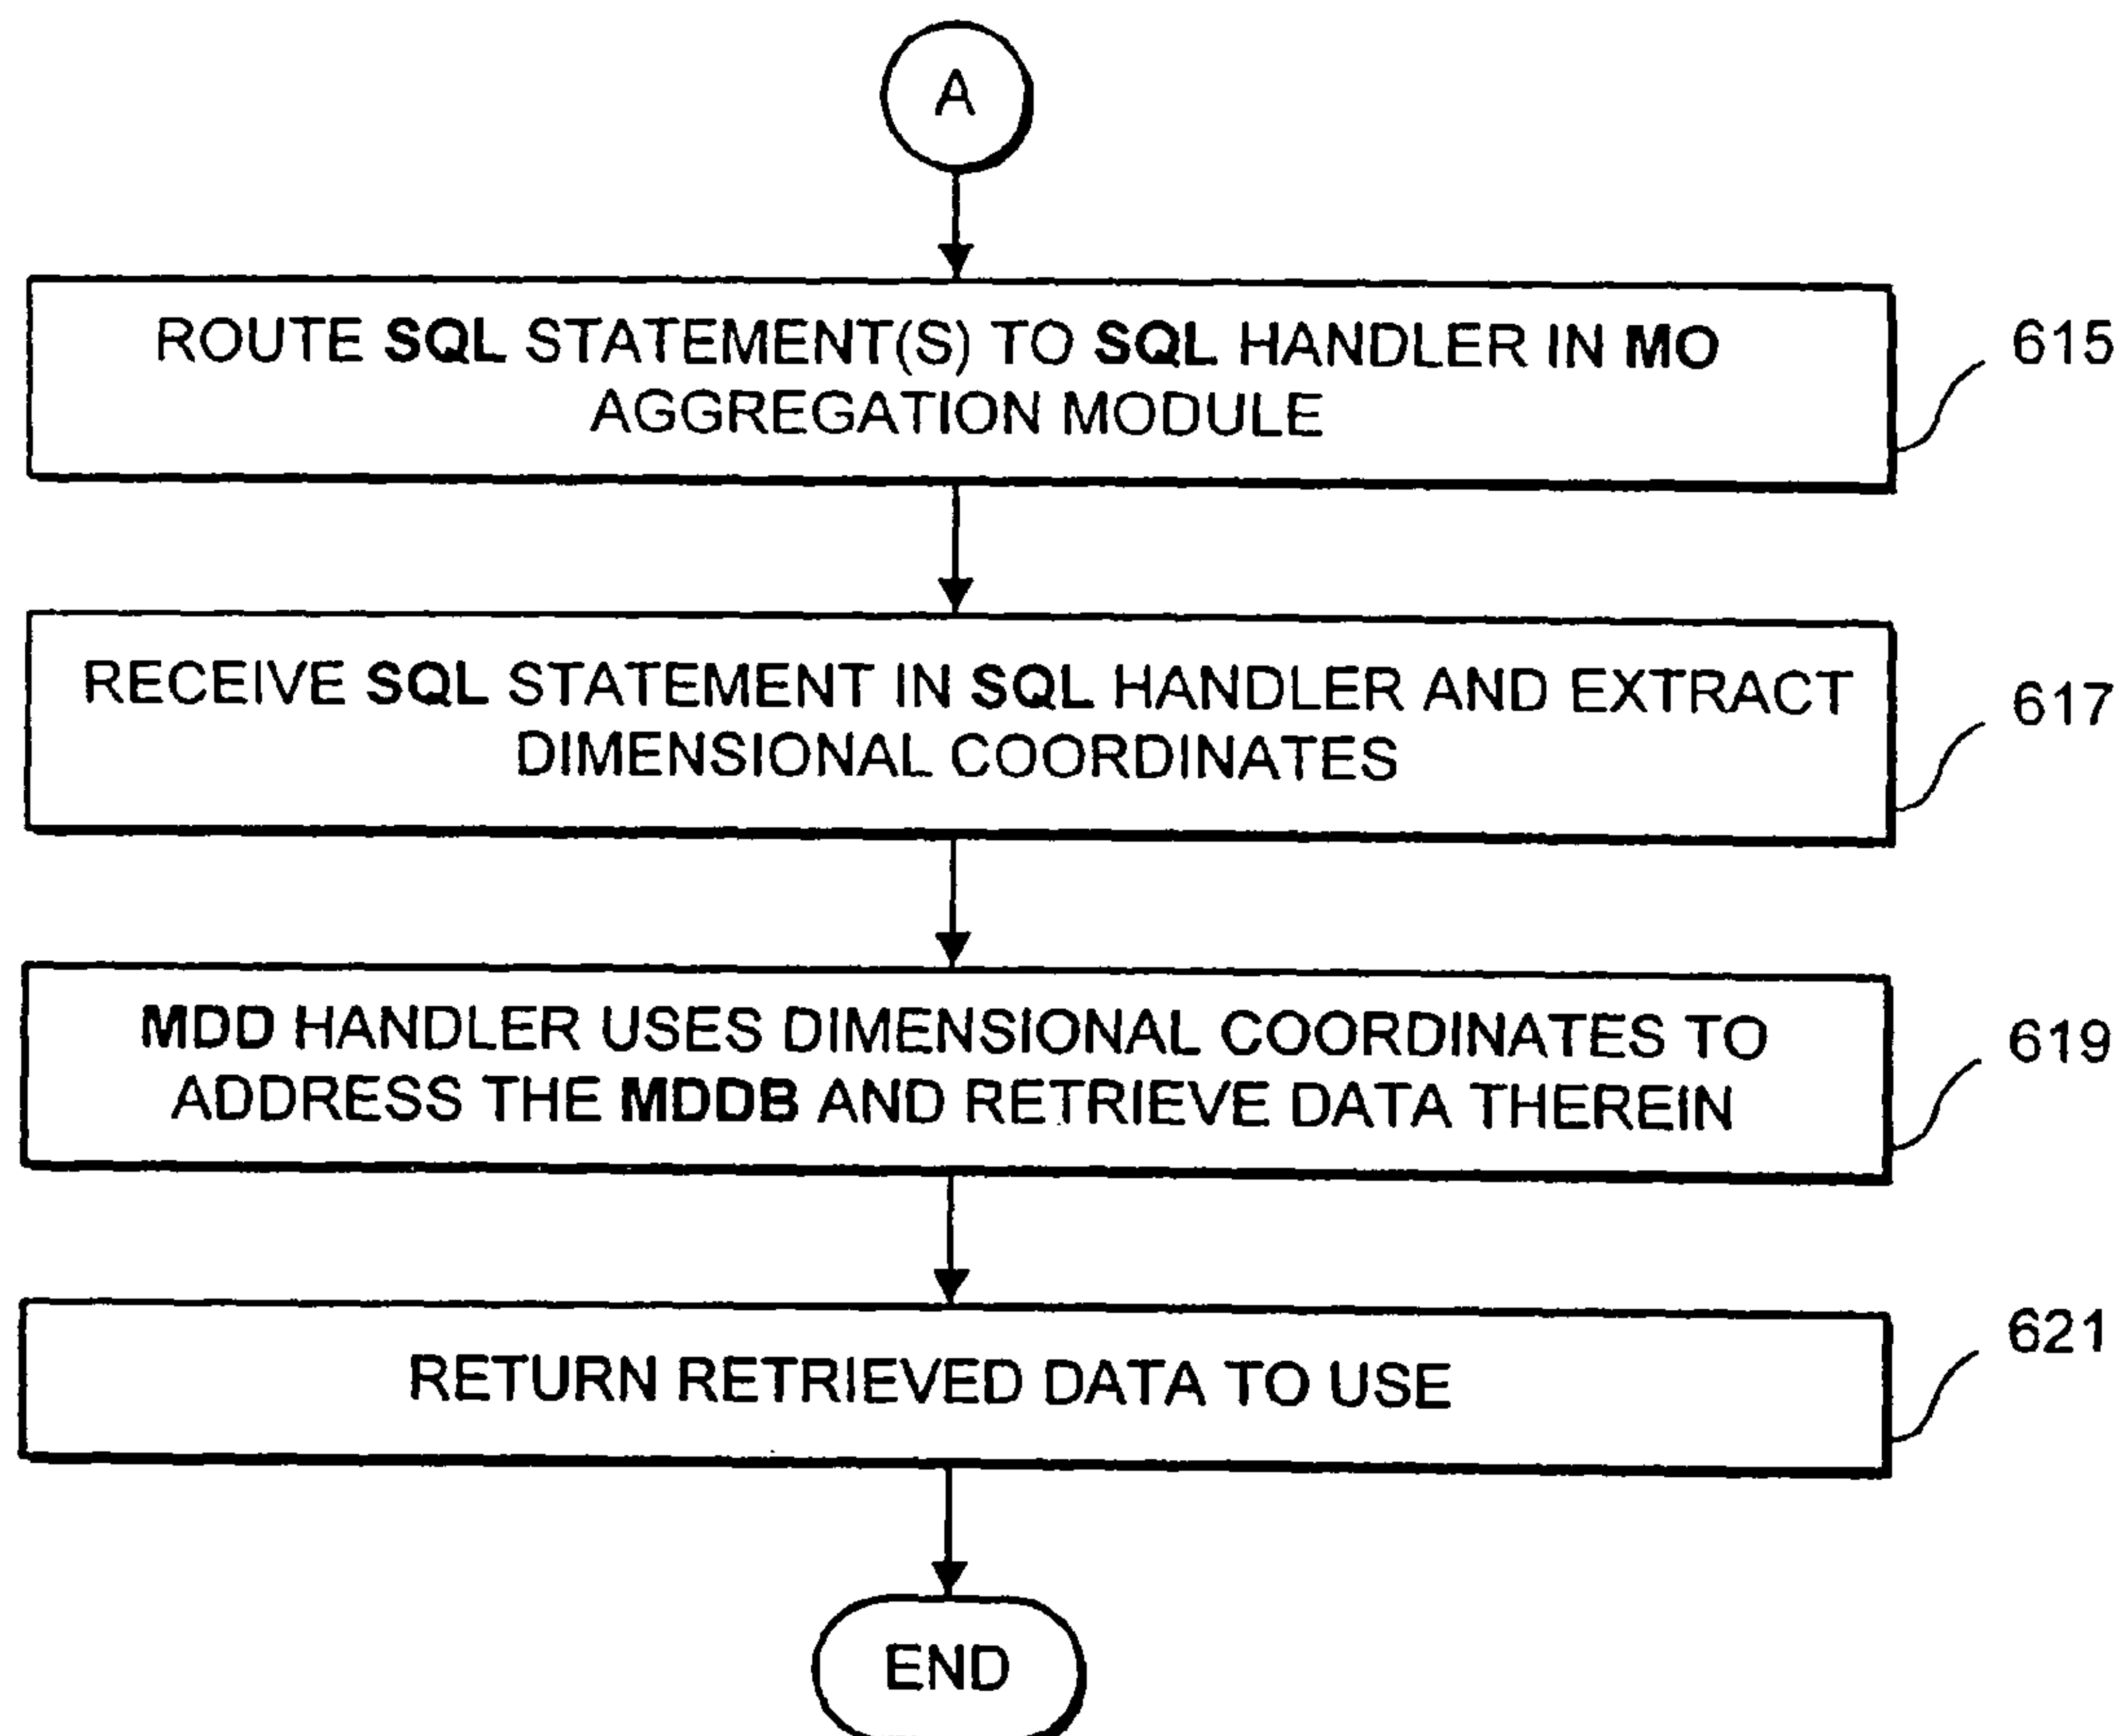 A
ROUTE SQL STATEMENT(S) TO SQL HANDLER IN MO
AGGREGATION MODULE
615
RECEIVE SQL STATEMENT IN SQL HANDLER AND EXTRACT
DIMENSIONAL COORDINATES
617
MDD HANDLER USES DIMENSIONAL COORDINATES TO
ADDRESS THE MDDB AND RETRIEVE DATA THEREIN
619
RETURN RETRIEVED DATA TO USE
621
END